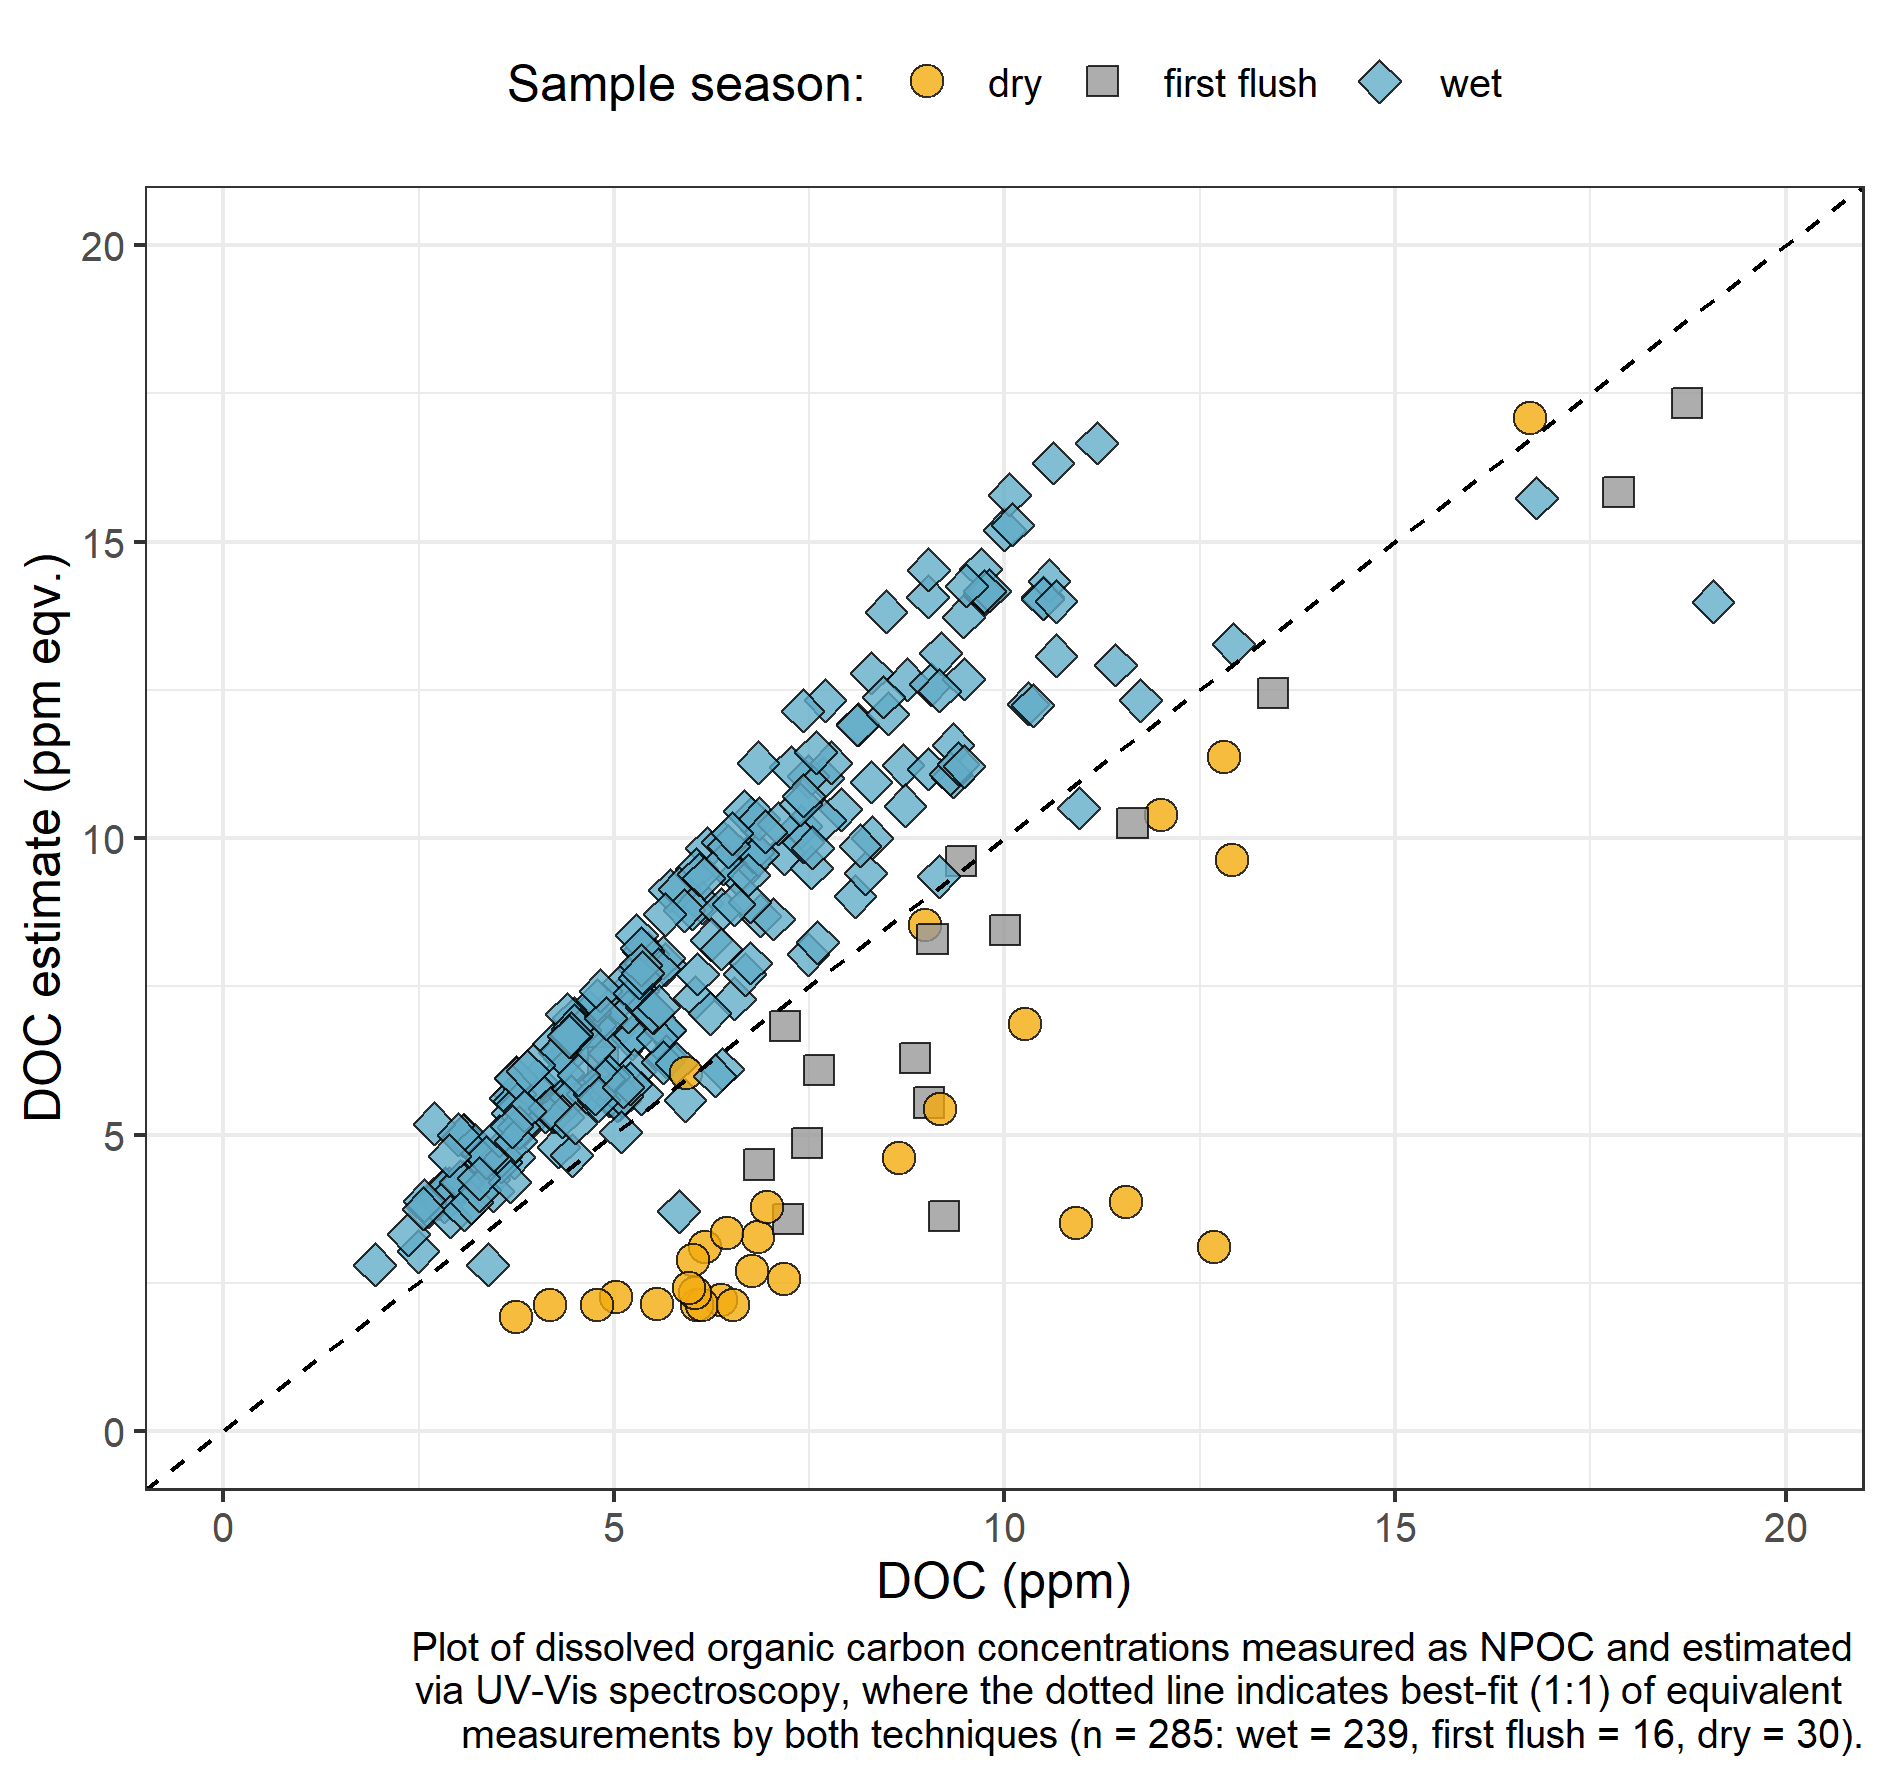 Sample season: dry first flush wet
DOC estimate (ppm eqv.)
20
15
10
5
0
0 5 10 15 20
DOC (ppm)
Plot of dissolved organic carbon concentrations measured as NPOC and estimated
via UV-Vis spectroscopy, where the dotted line indicates best-fit (1:1) of equivalent
measurements by both techniques (n = 285: wet = 239, first flush = 16, dry = 30).